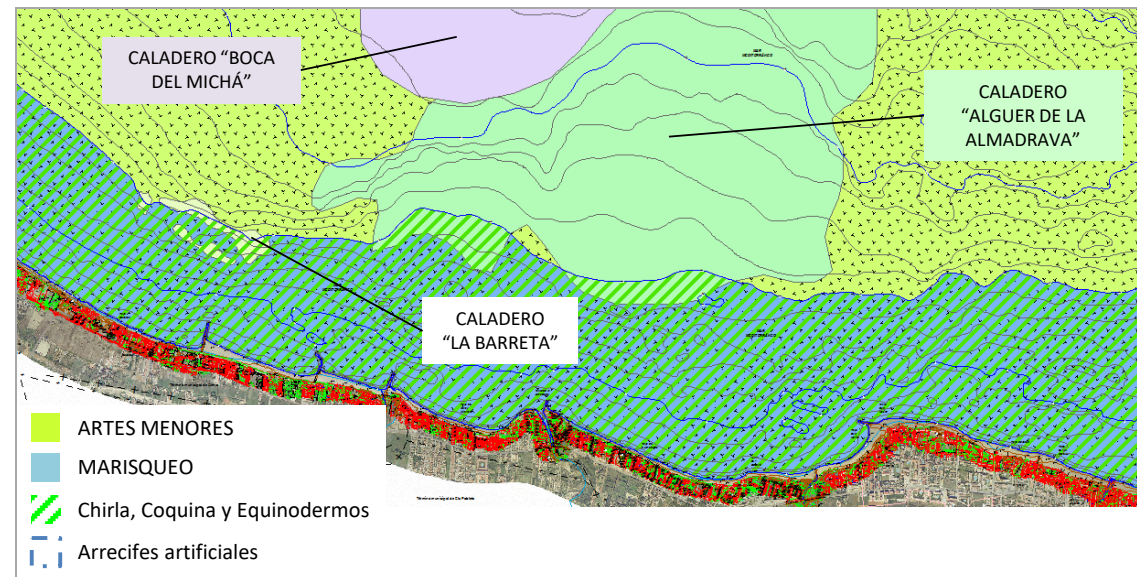 CALADERO “BOCA
DEL MICHÁ”
CALADERO
“ALGUER DE LA
ALMADRAVA”
CALADERO
“LA BARRETA”
ARTES MENORES
MARISQUEO
Chirla, Coquina y Equinodermos
Arrecifes artificiales